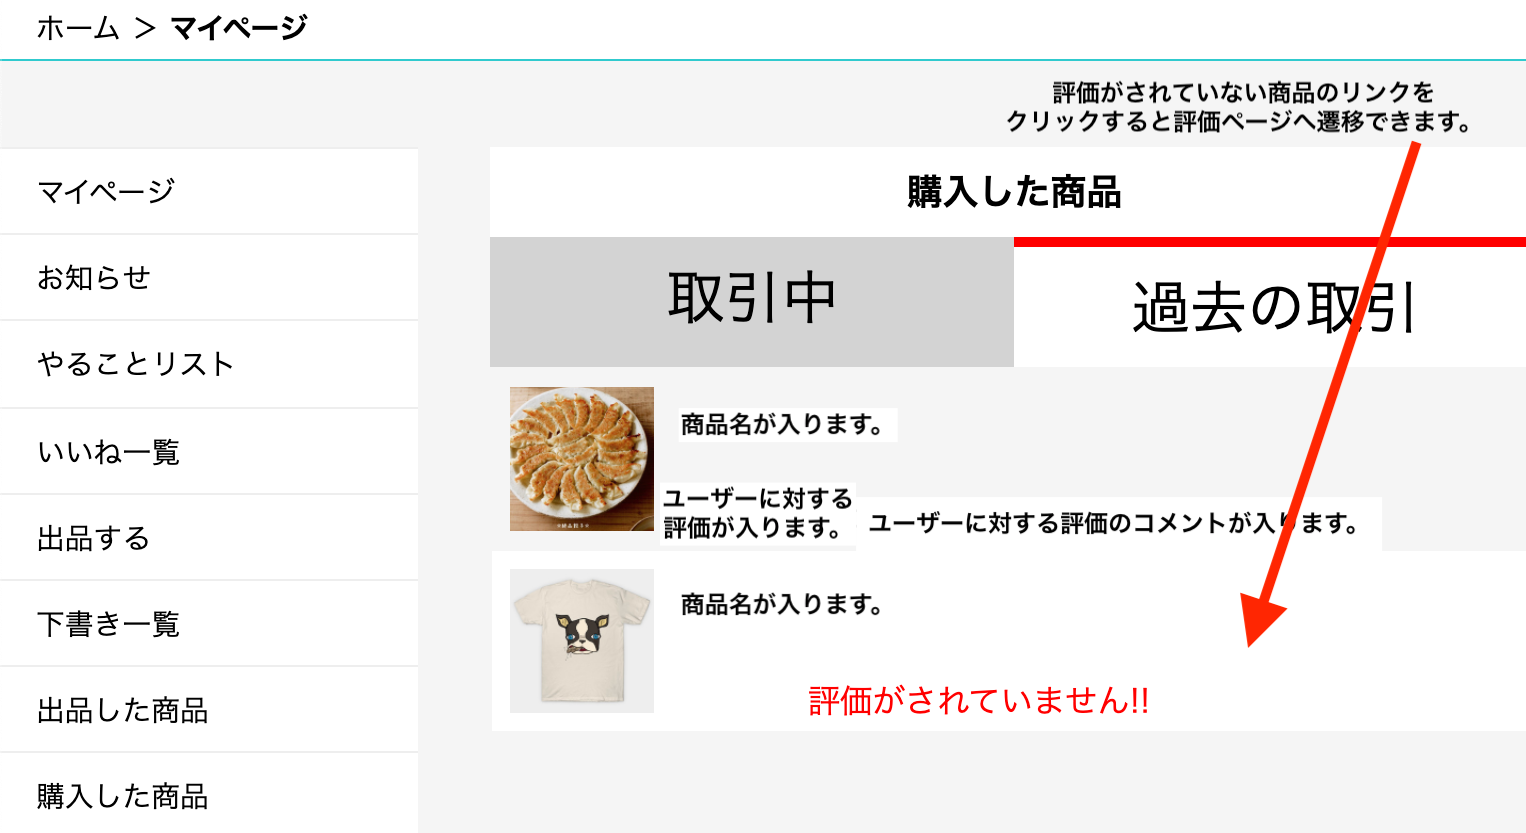 ホーム ＞ マイページ
評価がされていない商品のリンクを
クリックすると評価ページへ遷移できます。
マイページ
お知らせ
やることリスト
いいね一覧
出品する
下書き一覧
出品した商品
購入した商品
購入した商品
取引中
過去の取引
商品名が入ります。
ユーザーに対する
評価が入ります。
ユーザーに対する評価のコメントが入ります。
商品名が入ります。
評価がされていません!!